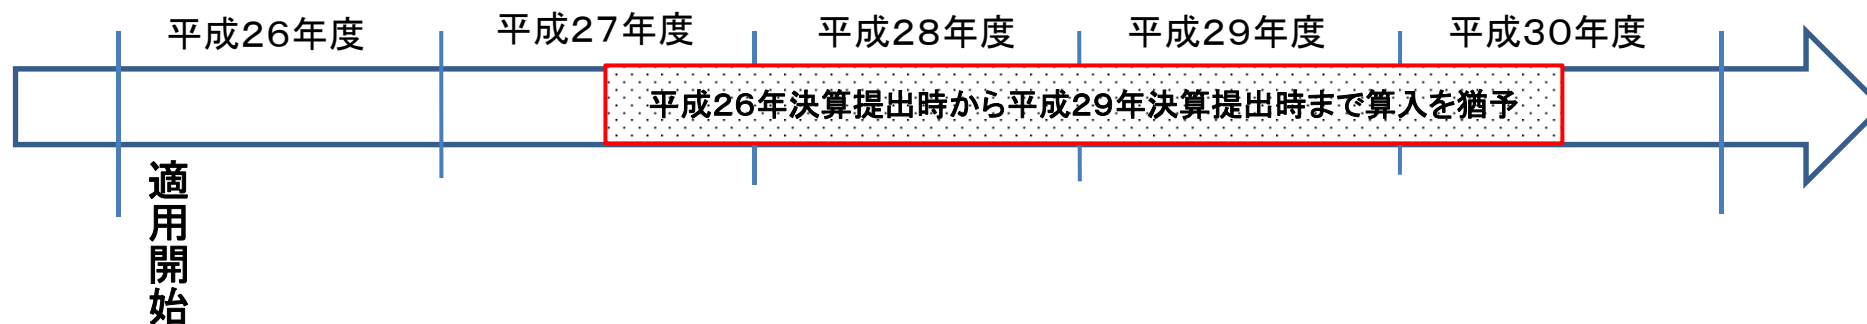 平成26年度
平成27年度
平成28年度
平成29年度
平成30年度
平成26年決算提出時から平成29年決算提出時まで算入を猶予
適用開始